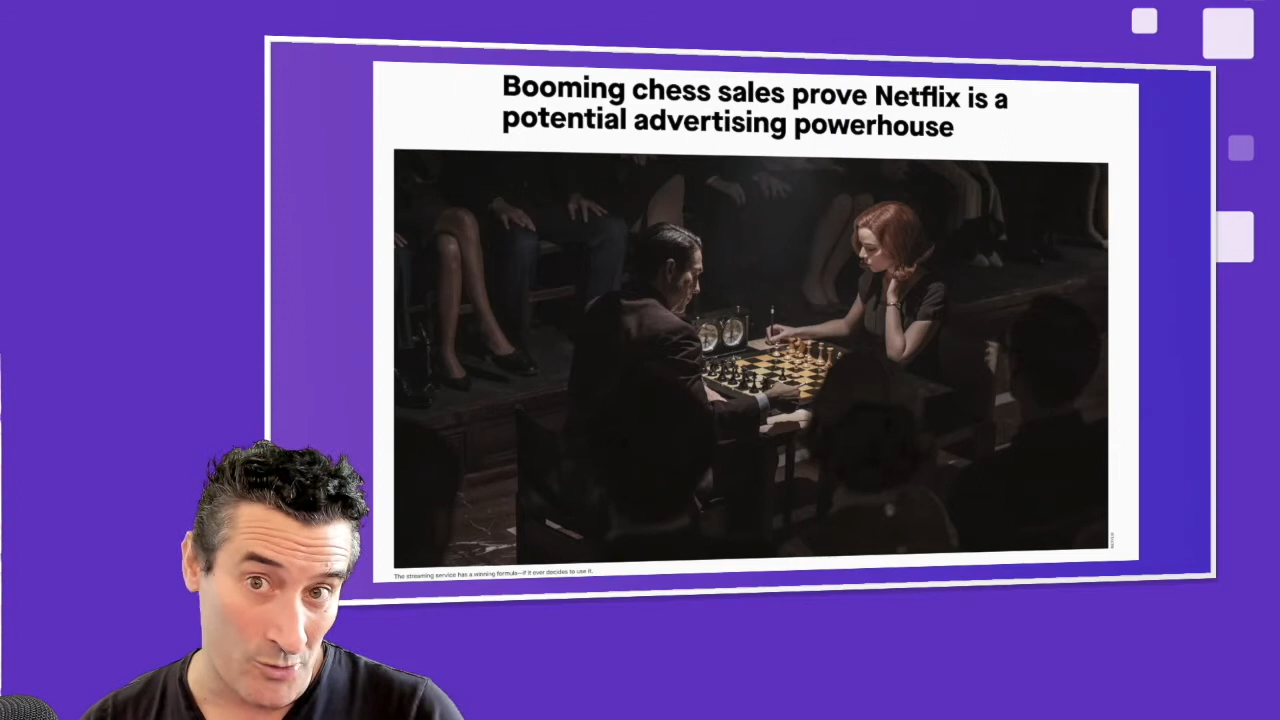 Booming chess sales prove Netflix is a
potential advertising powerhouse
NETFLIX
The streaming service has a winning formula—if it ever decides to use it.